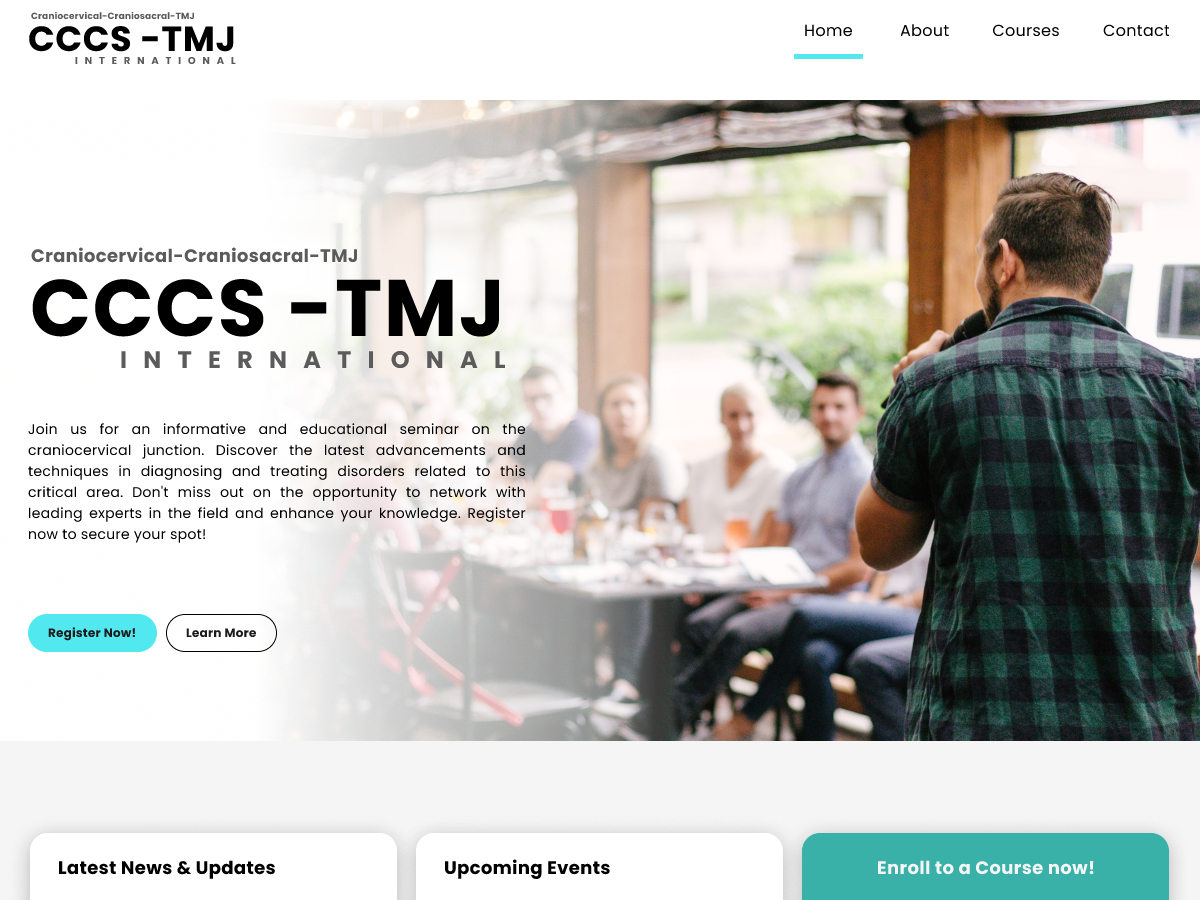 Craniocervical-Craniosacral-TMJ
CCCS -TMJ
INTERNATIONAL
Home
About
Courses
Contact
Craniocervical-Craniosacral-TMJ
CCCS -TMJ
INTERNATIONAL
Join us for an informative and educational seminar on the
craniocervical junction. Discover the latest advancements and
techniques in diagnosing and treating disorders related to this
critical area. Don't miss out on the opportunity to network with
leading experts in the field and enhance your knowledge. Register
now to secure your spot!
Register Now!
Learn More
Latest News & Updates
Upcoming Events
Enroll to a Course now!